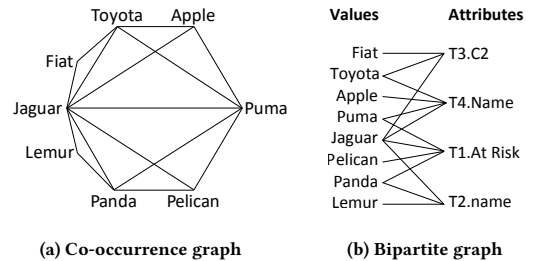 Toyota Apple
Fiat
Jaguar Puma
Lemur
Panda Pelican
(a) Co-occurrence graph
Values Attributes
Fiat T3.C2
Toyota
Apple T4.Name
Puma
Jaguar
Pelican T1.At Risk
Panda
Lemur T2.name
(b) Bipartite graph